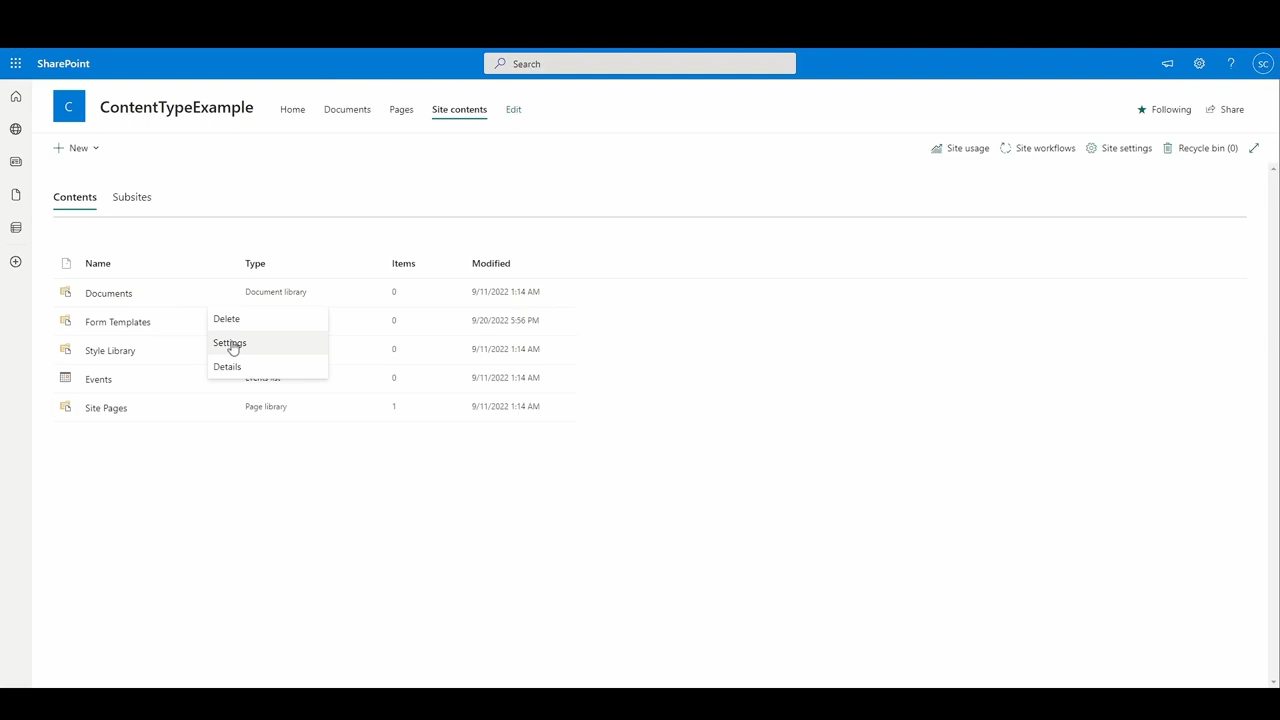 SharePoint
Search
?
SC
C
ContentTypeExample
Home Documents Pages Site contents Edit
Following Share
New
Site usage Site workflows Site settings Recycle bin (0)
Contents Subsites
Name Type Items Modified
Documents Document library 0 9/11/2022 1:14 AM
Form Templates Delete 0 9/20/2022 5:56 PM
Style Library Settings 0 9/11/2022 1:14 AM
Details
Events Events list 0 9/11/2022 1:14 AM
Site Pages Page library 1 9/11/2022 1:14 AM